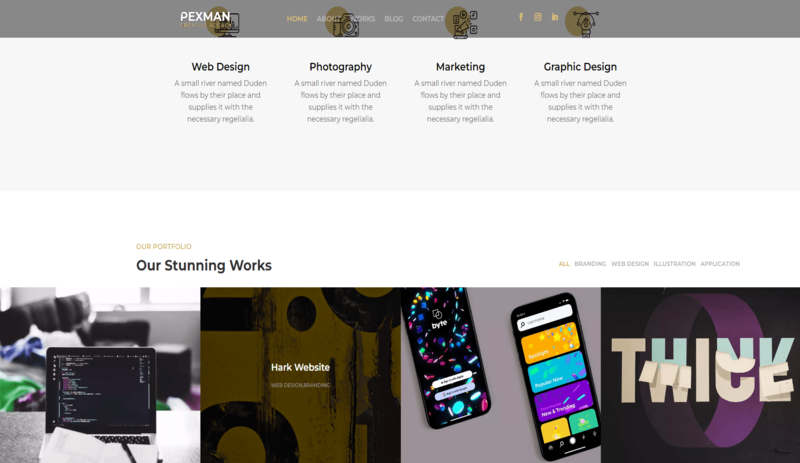 PEXMAN
CREATIVE AGENCY
HOME ABOUT WORKS BLOG CONTACT
Web Design
A small river named Duden
flows by their place and
supplies it with the
necessary regelialia.
Photography
A small river named Duden
flows by their place and
supplies it with the
necessary regelialia.
Marketing
A small river named Duden
flows by their place and
supplies it with the
necessary regelialia.
Graphic Design
A small river named Duden
flows by their place and
supplies it with the
necessary regelialia.
OUR PORTFOLIO
Our Stunning Works
ALL BRANDING WEB DESIGN ILLUSTRATION APPLICATION
Hark Website
WEB DESIGN,BRANDING
byte
Spotlight
Popular Now
New & Trending
THINK
THICK